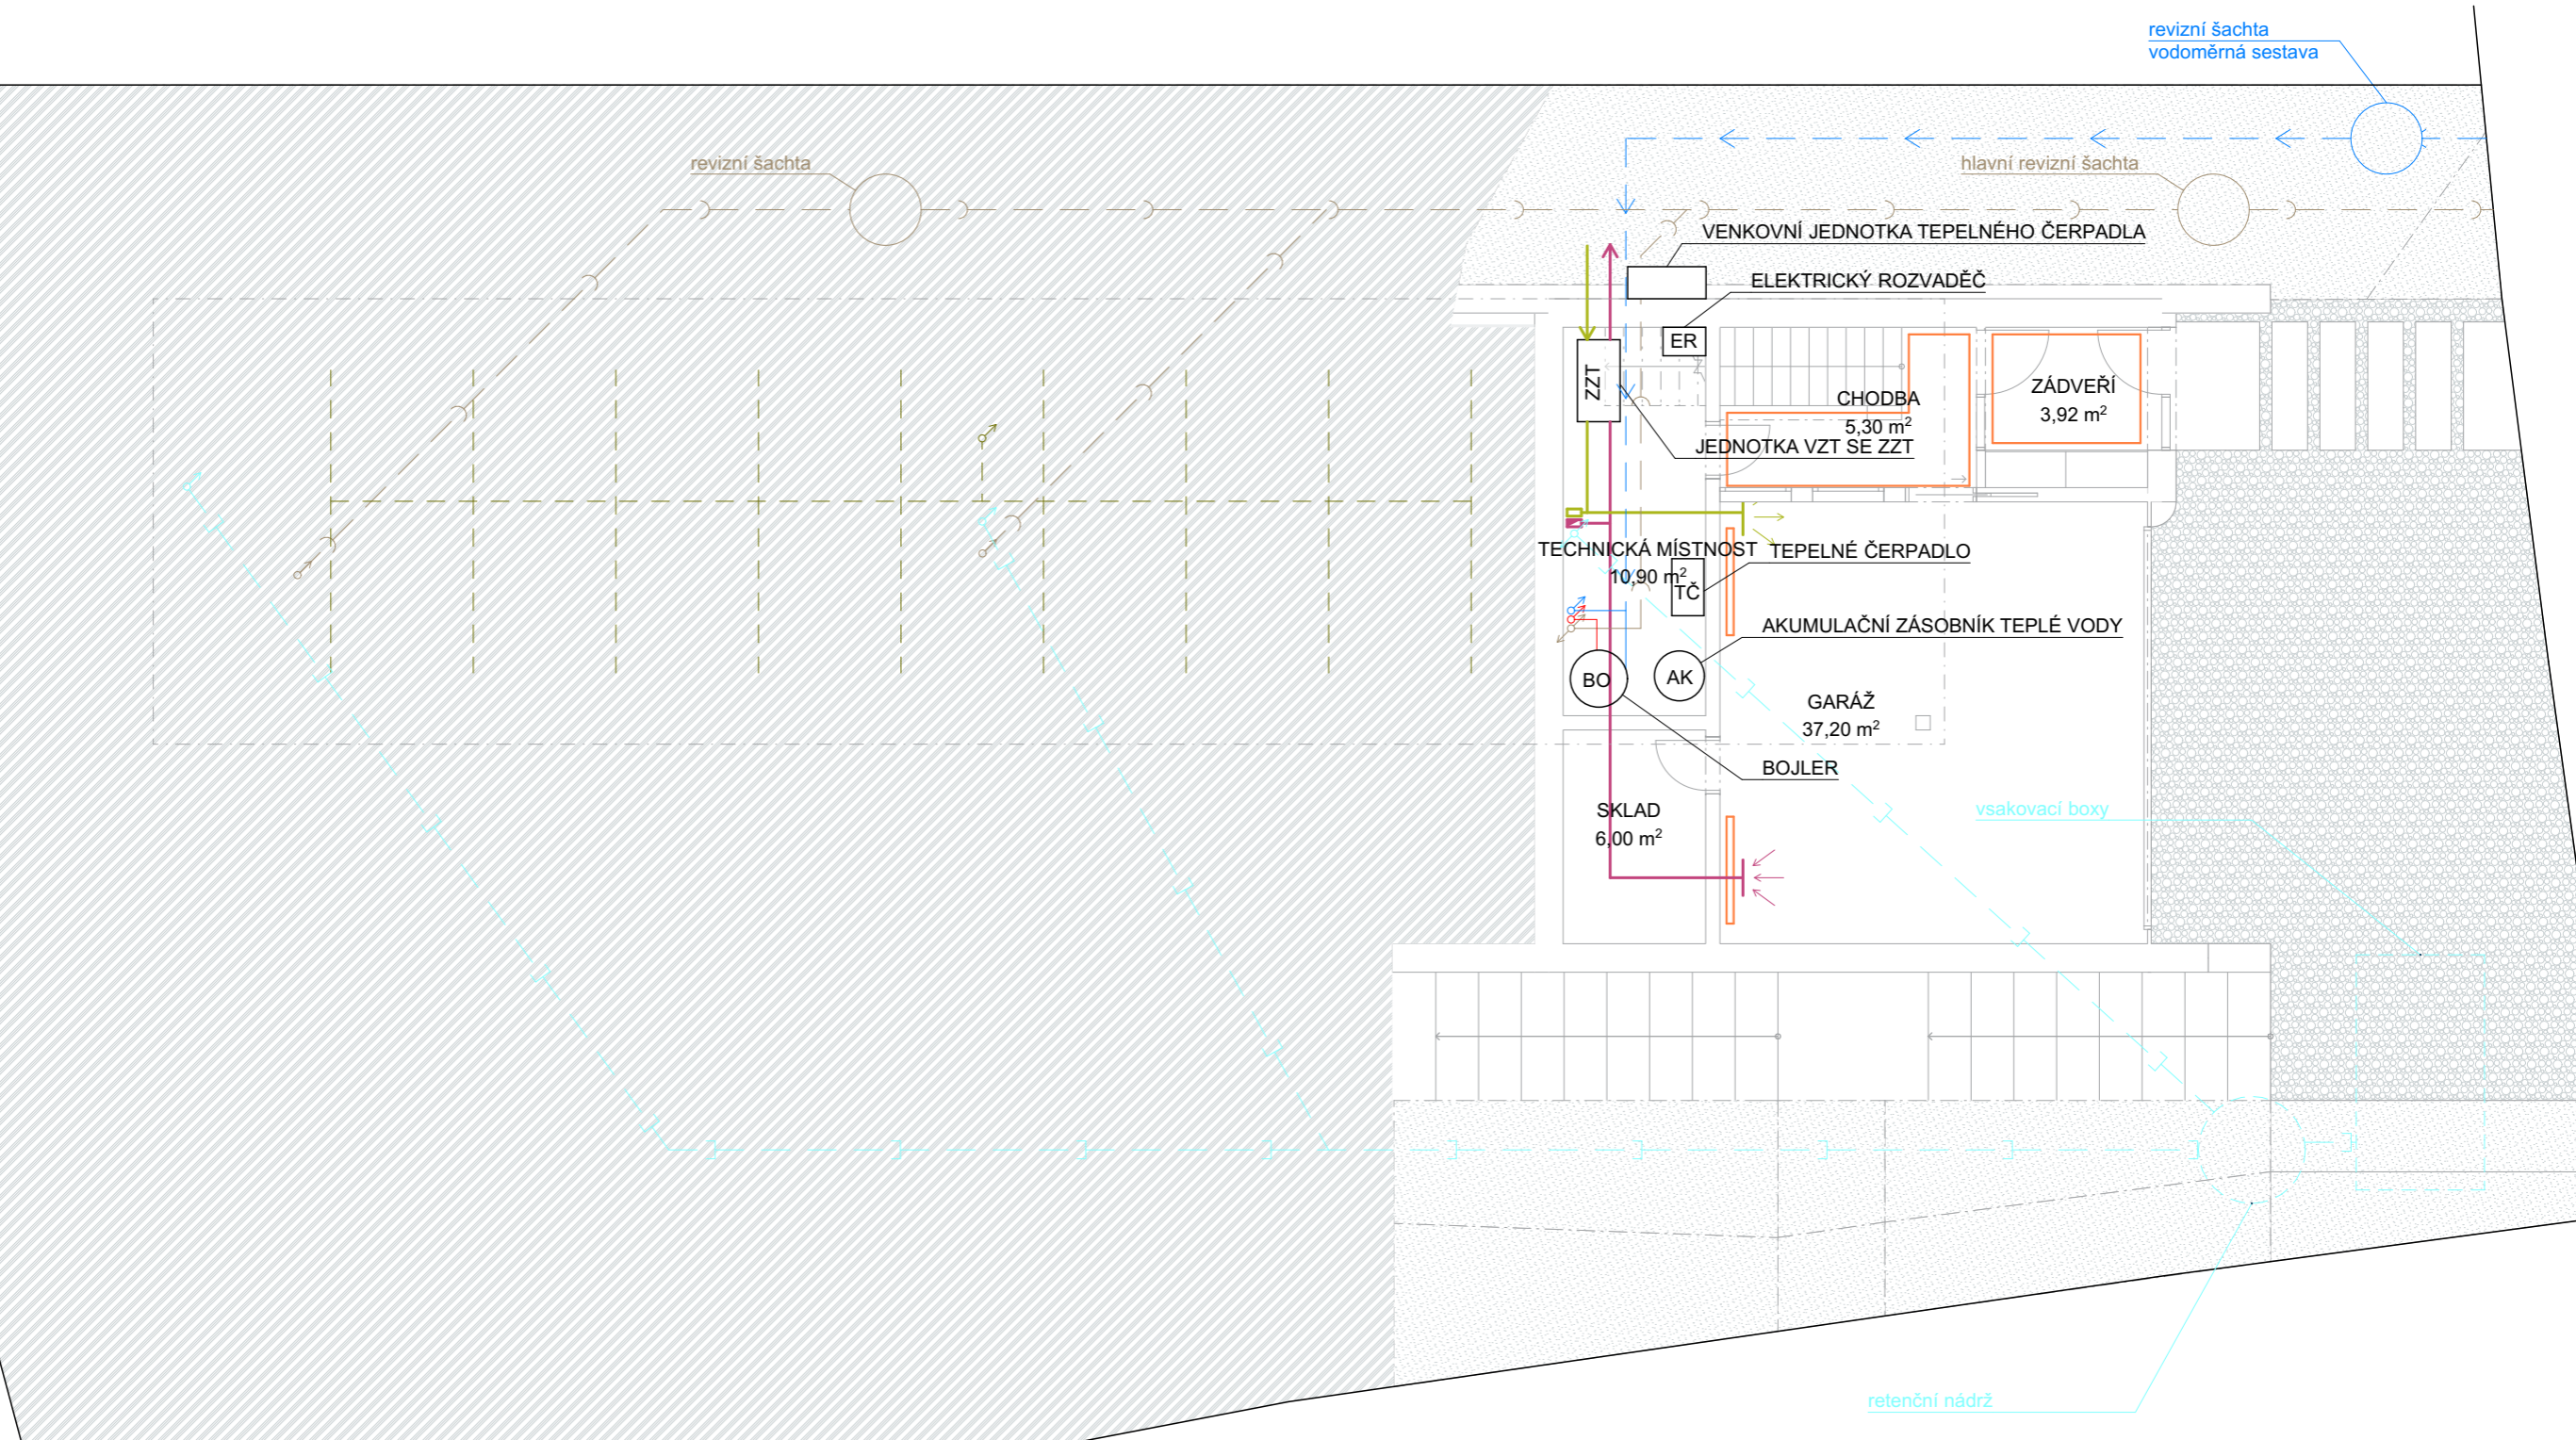 revizní šachta
vodoměrná sestava
revizní šachta
hlavní revizní šachta
VENKOVNÍ JEDNOTKA TEPELNÉHO ČERPADLA
ELEKTRICKÝ ROZVADĚČ
ER
ZZT
CHODBA
5,30 m²
ZÁDVEŘÍ
3,92 m²
JEDNOTKA VZT SE ZZT
TECHNICKÁ MÍSTNOST
10,90 m²
TEPELNÉ ČERPADLO
TČ
AKUMULAČNÍ ZÁSOBNÍK TEPLÉ VODY
BO
AK
GARÁŽ
37,20 m²
BOJLER
SKLAD
6,00 m²
vsakovací boxy
retenční nádrž